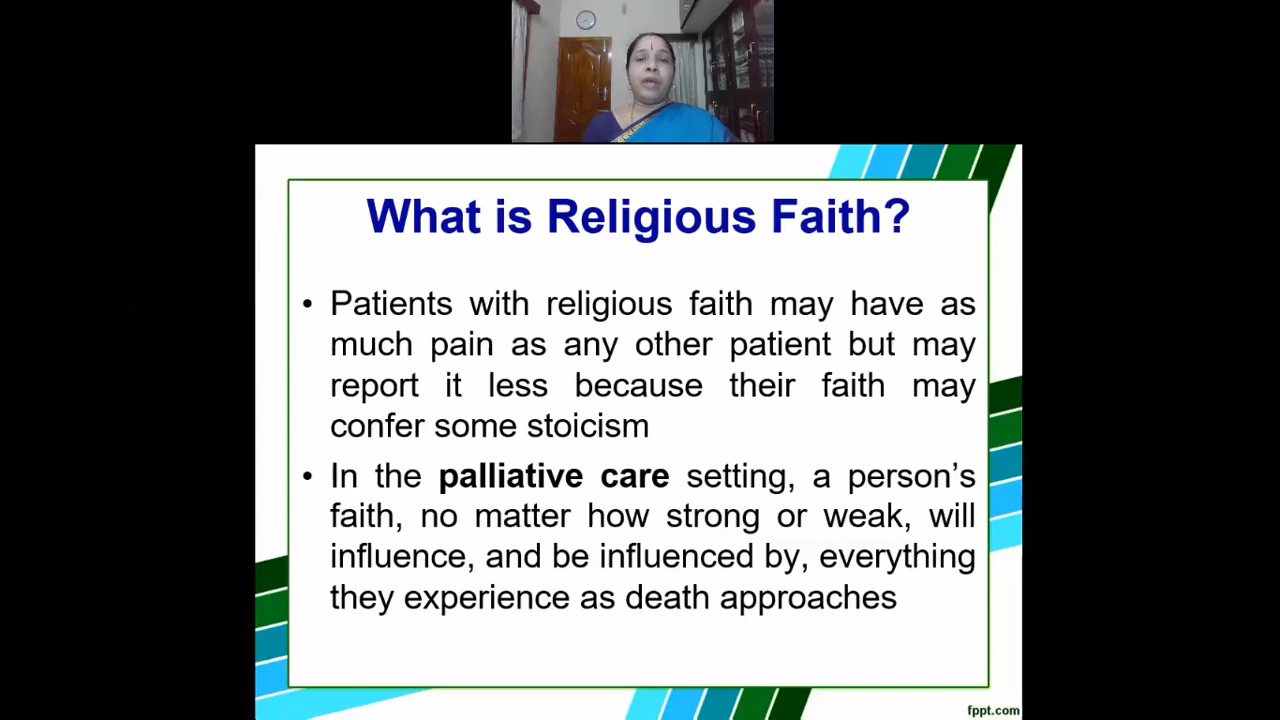 What is Religious Faith?
• Patients with religious faith may have as
much pain as any other patient but may
report it less because their faith may
confer some stoicism
• In the palliative care setting, a person’s
faith, no matter how strong or weak, will
influence, and be influenced by, everything
they experience as death approaches
fppt.com